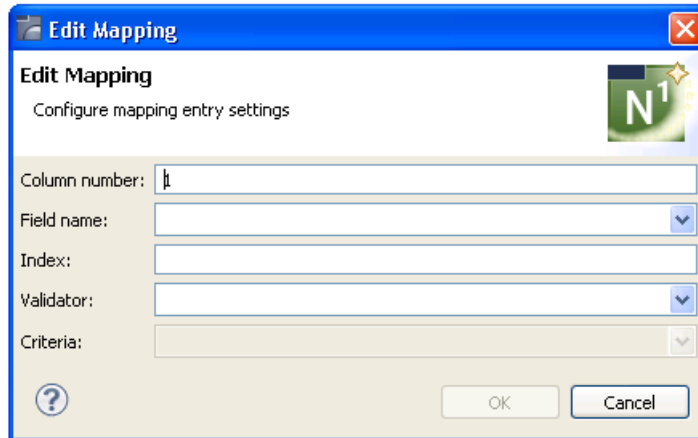 Edit Mapping
Edit Mapping
Configure mapping entry settings
N1
Column number: 1
Field name:
Index:
Validator:
Criteria:
? OK Cancel